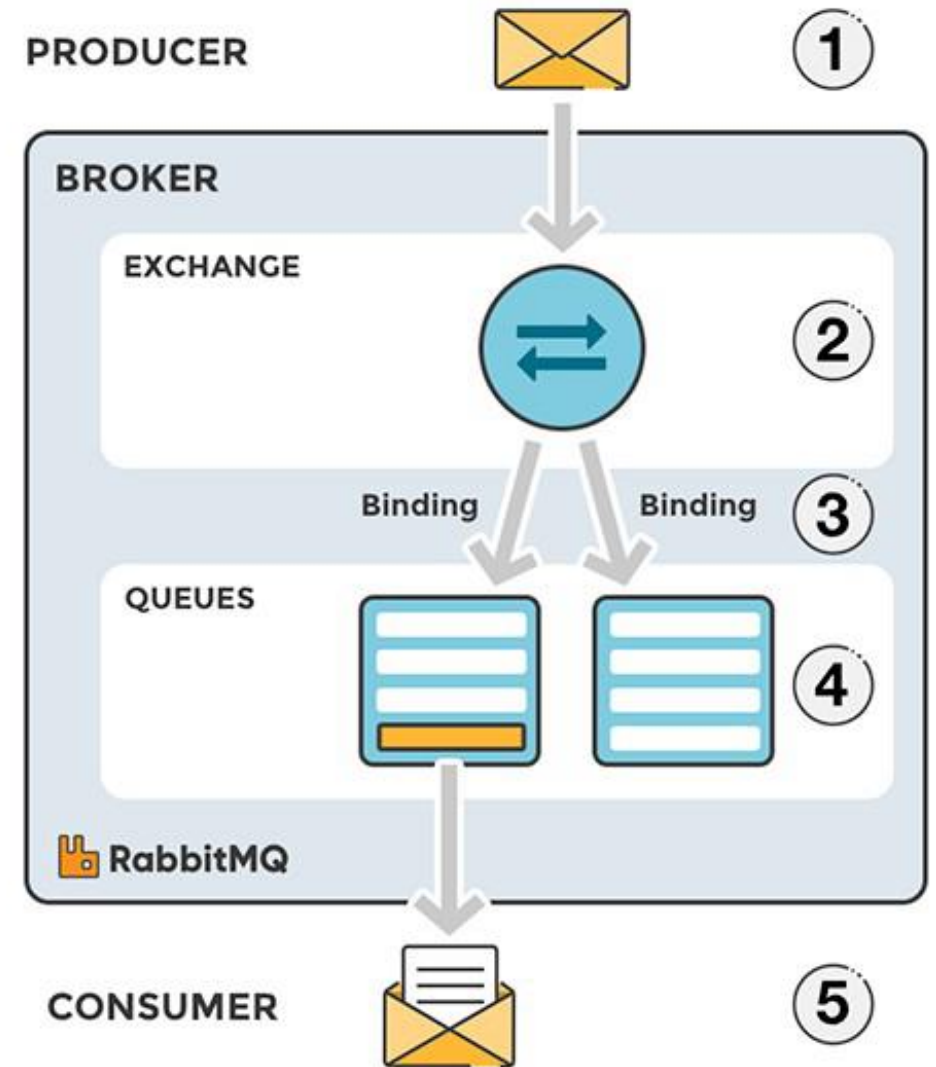 PRODUCER 1
BROKER
EXCHANGE
2
Binding Binding 3
QUEUES
4
RabbitMQ
CONSUMER 5